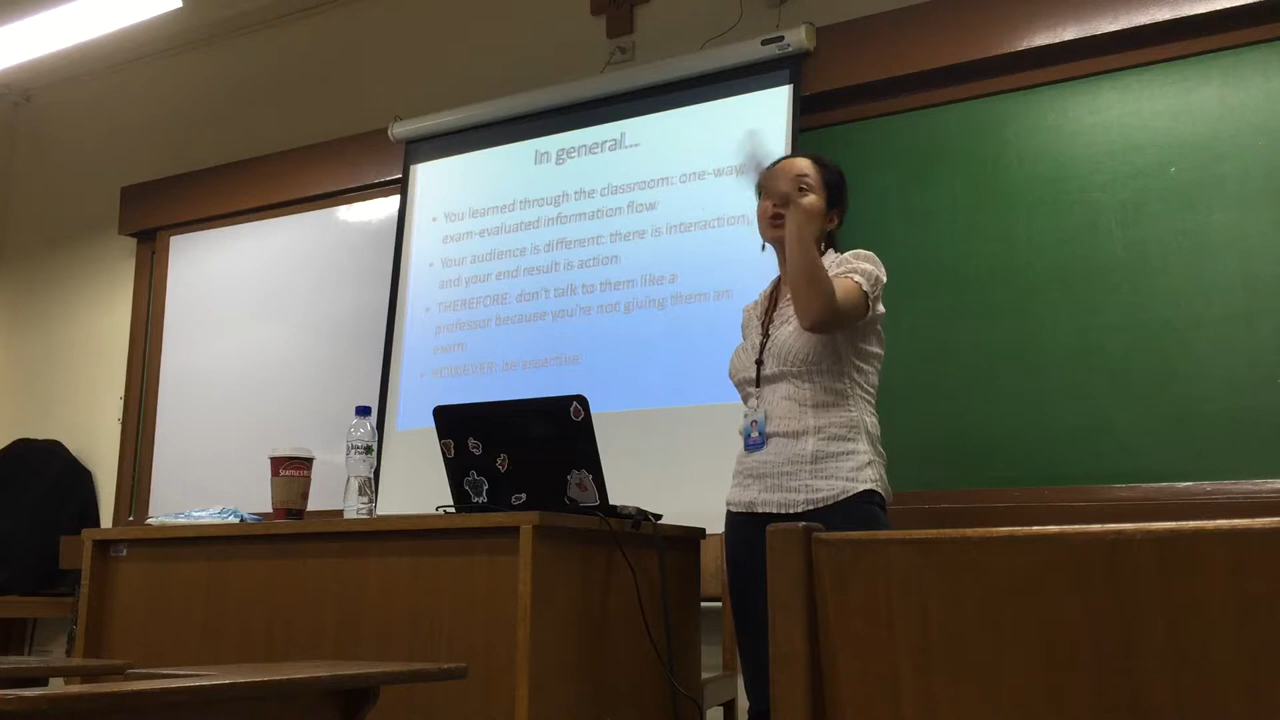 In general...
• You learned through the classroom: one-way,
exam-evaluated information flow
• Your audience is different: there is interaction,
and your end result is action
• THEREFORE: don't talk to them like a
professor because you're not giving them an
exam
• HOWEVER: be assertive
SEATTLE'S